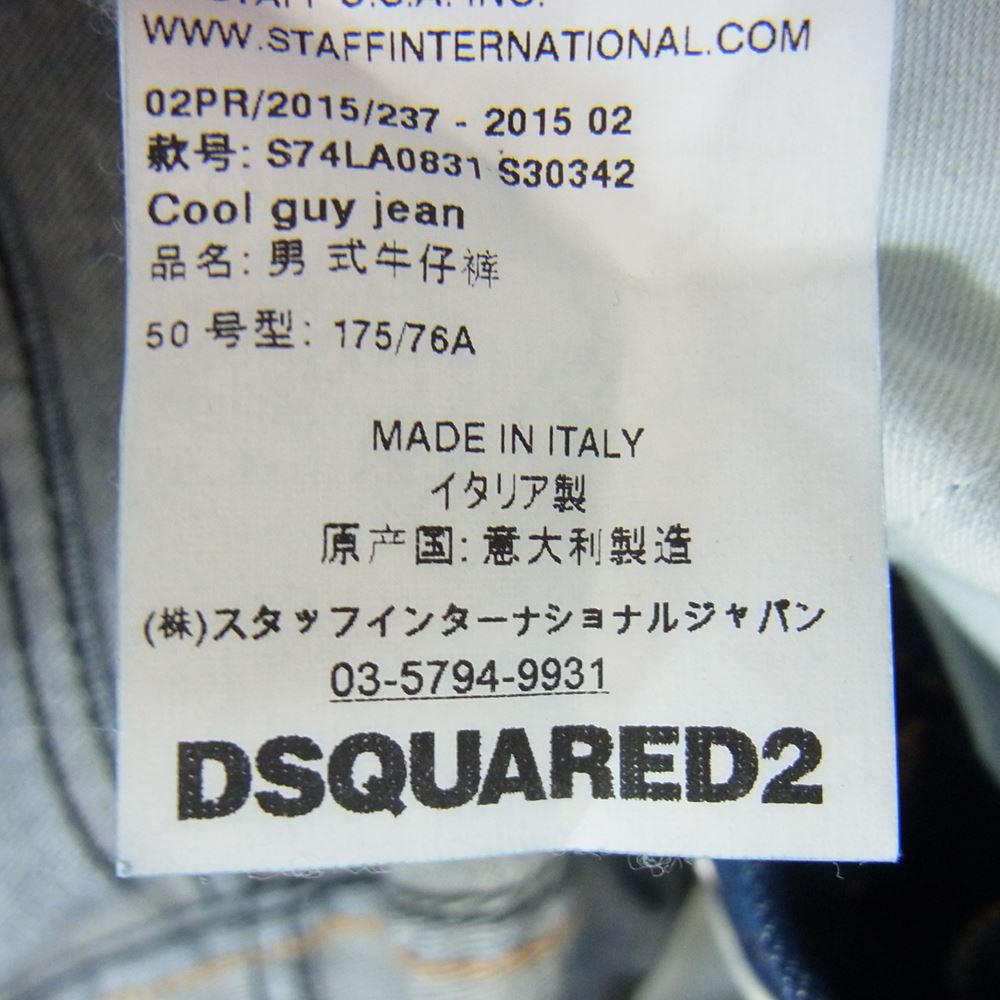 STAFF U.S.A. INC.
WWW.STAFFINTERNATIONAL.COM
02PR/2015/237 - 2015 02
款号: S74LA0831 S30342
Cool guy jean
品名: 男 式牛仔裤
50 号型: 175/76A
MADE IN ITALY
イタリア製
原产国: 意大利製造
(株)スタッフインターナショナルジャパン
03-5794-9931
DSQUARED2